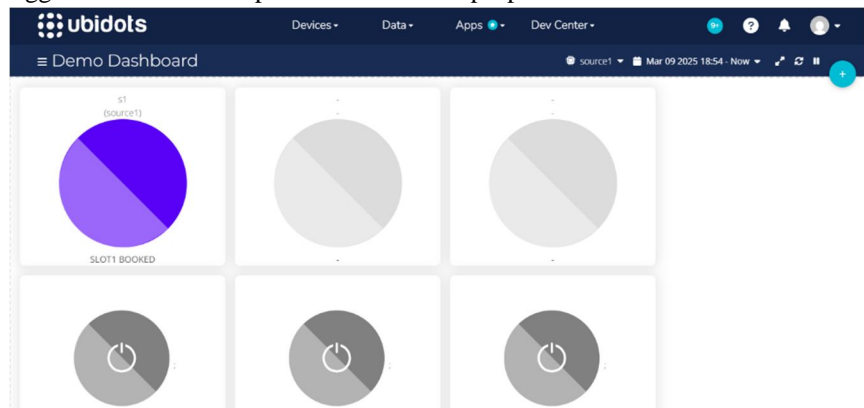 ubidots
Devices Data Apps Dev Center 9+ ?
Demo Dashboard source1 Mar 09 2025 18:54 - Now
+
s1 - -
(source1) - -
SLOT1 BOOKED - -
; ; ;